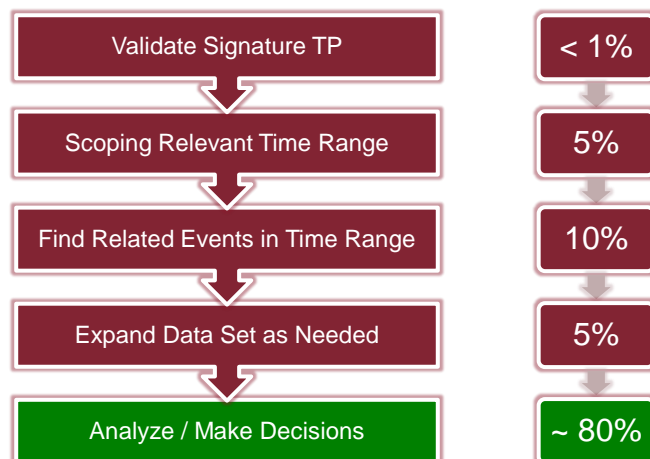 Validate Signature TP
< 1%
Scoping Relevant Time Range
5%
Find Related Events in Time Range
10%
Expand Data Set as Needed
5%
Analyze / Make Decisions
~ 80%